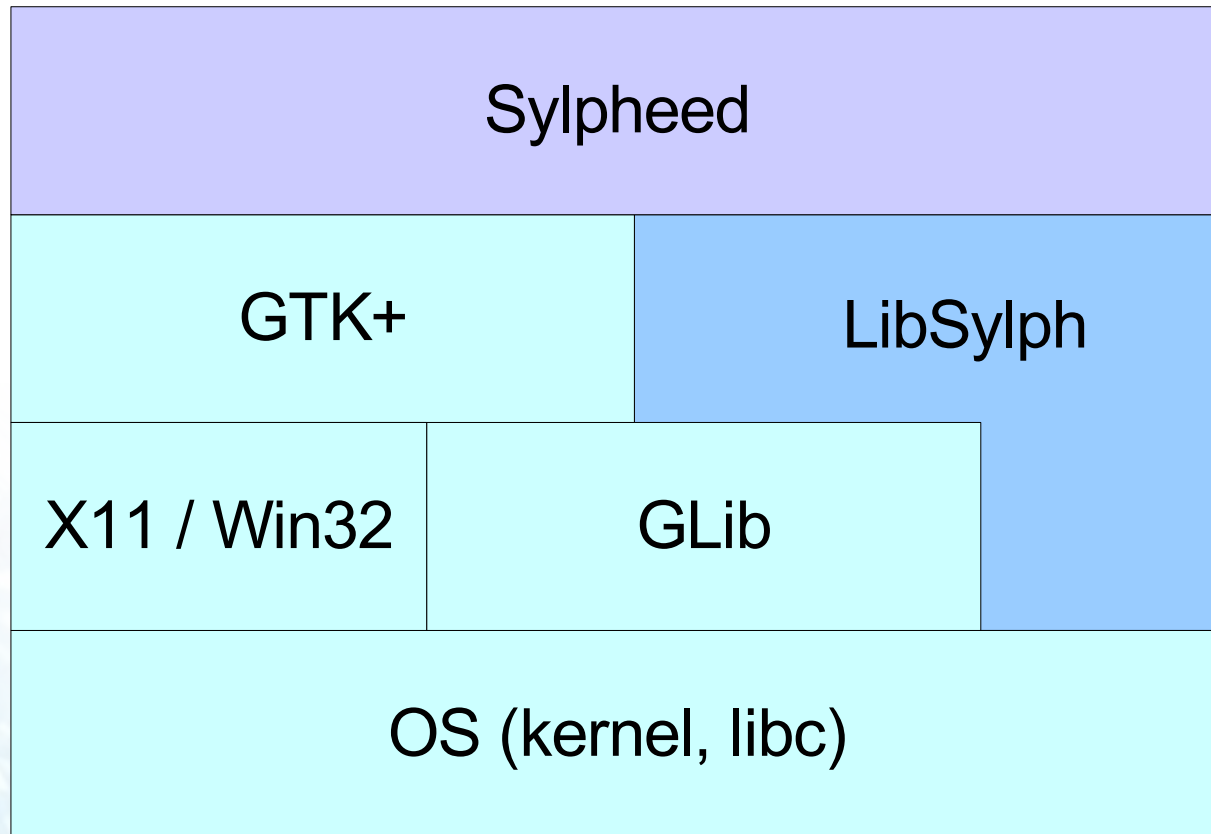 Sylpheed
GTK+
LibSylph
X11 / Win32
GLib
OS (kernel, libc)